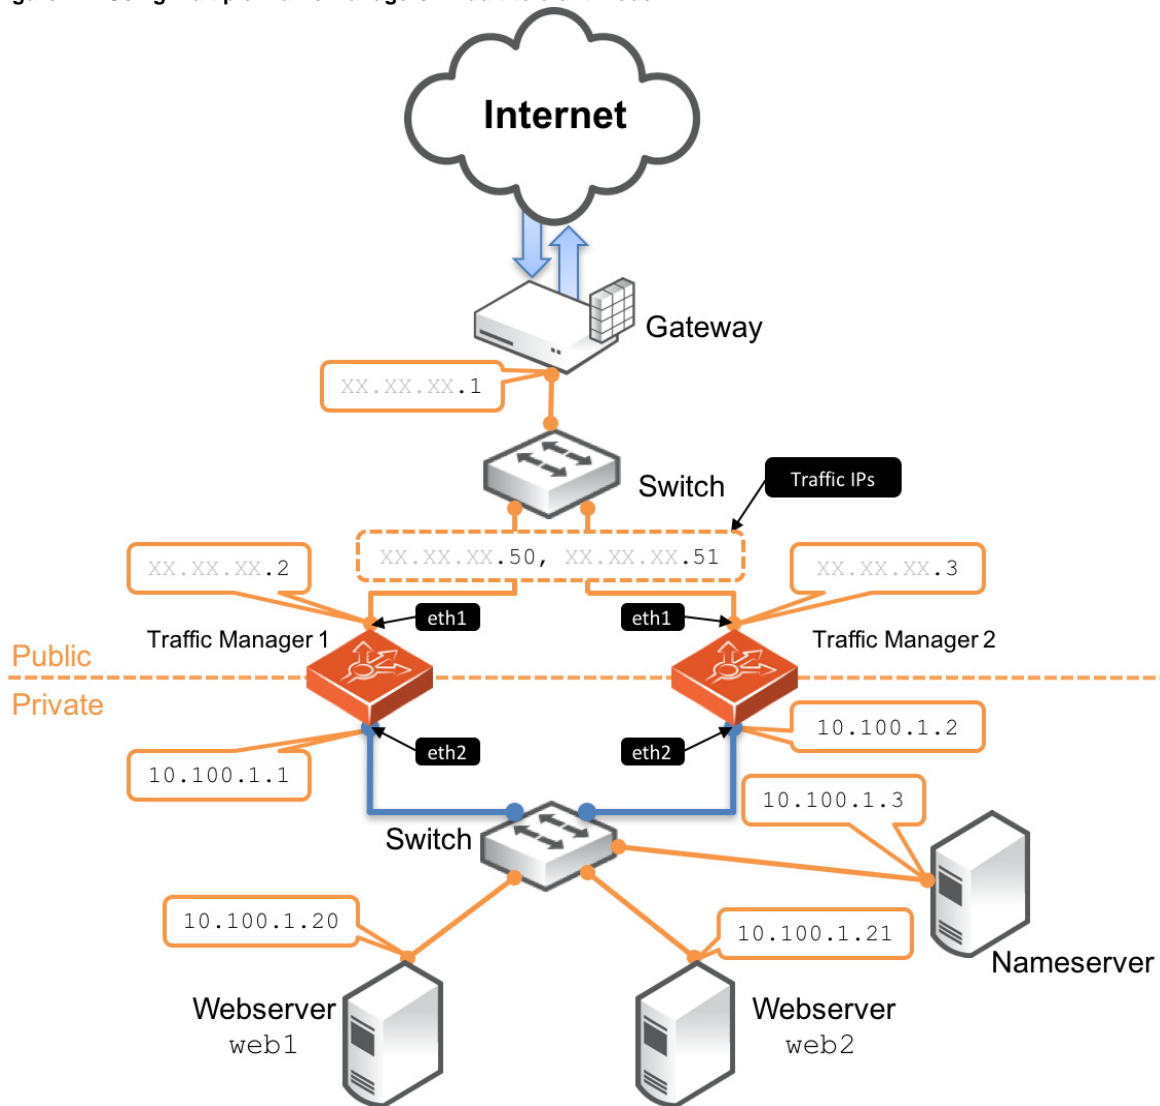 Internet
Gateway
XX.XX.XX.1
Switch
Traffic IPs
XX.XX.XX.50, XX.XX.XX.51
XX.XX.XX.2
XX.XX.XX.3
eth1
eth1
Traffic Manager 1
Traffic Manager 2
Public
Private
10.100.1.2
eth2
eth2
10.100.1.1
10.100.1.3
Switch
10.100.1.20
10.100.1.21
Nameserver
Webserver
web1
Webserver
web2